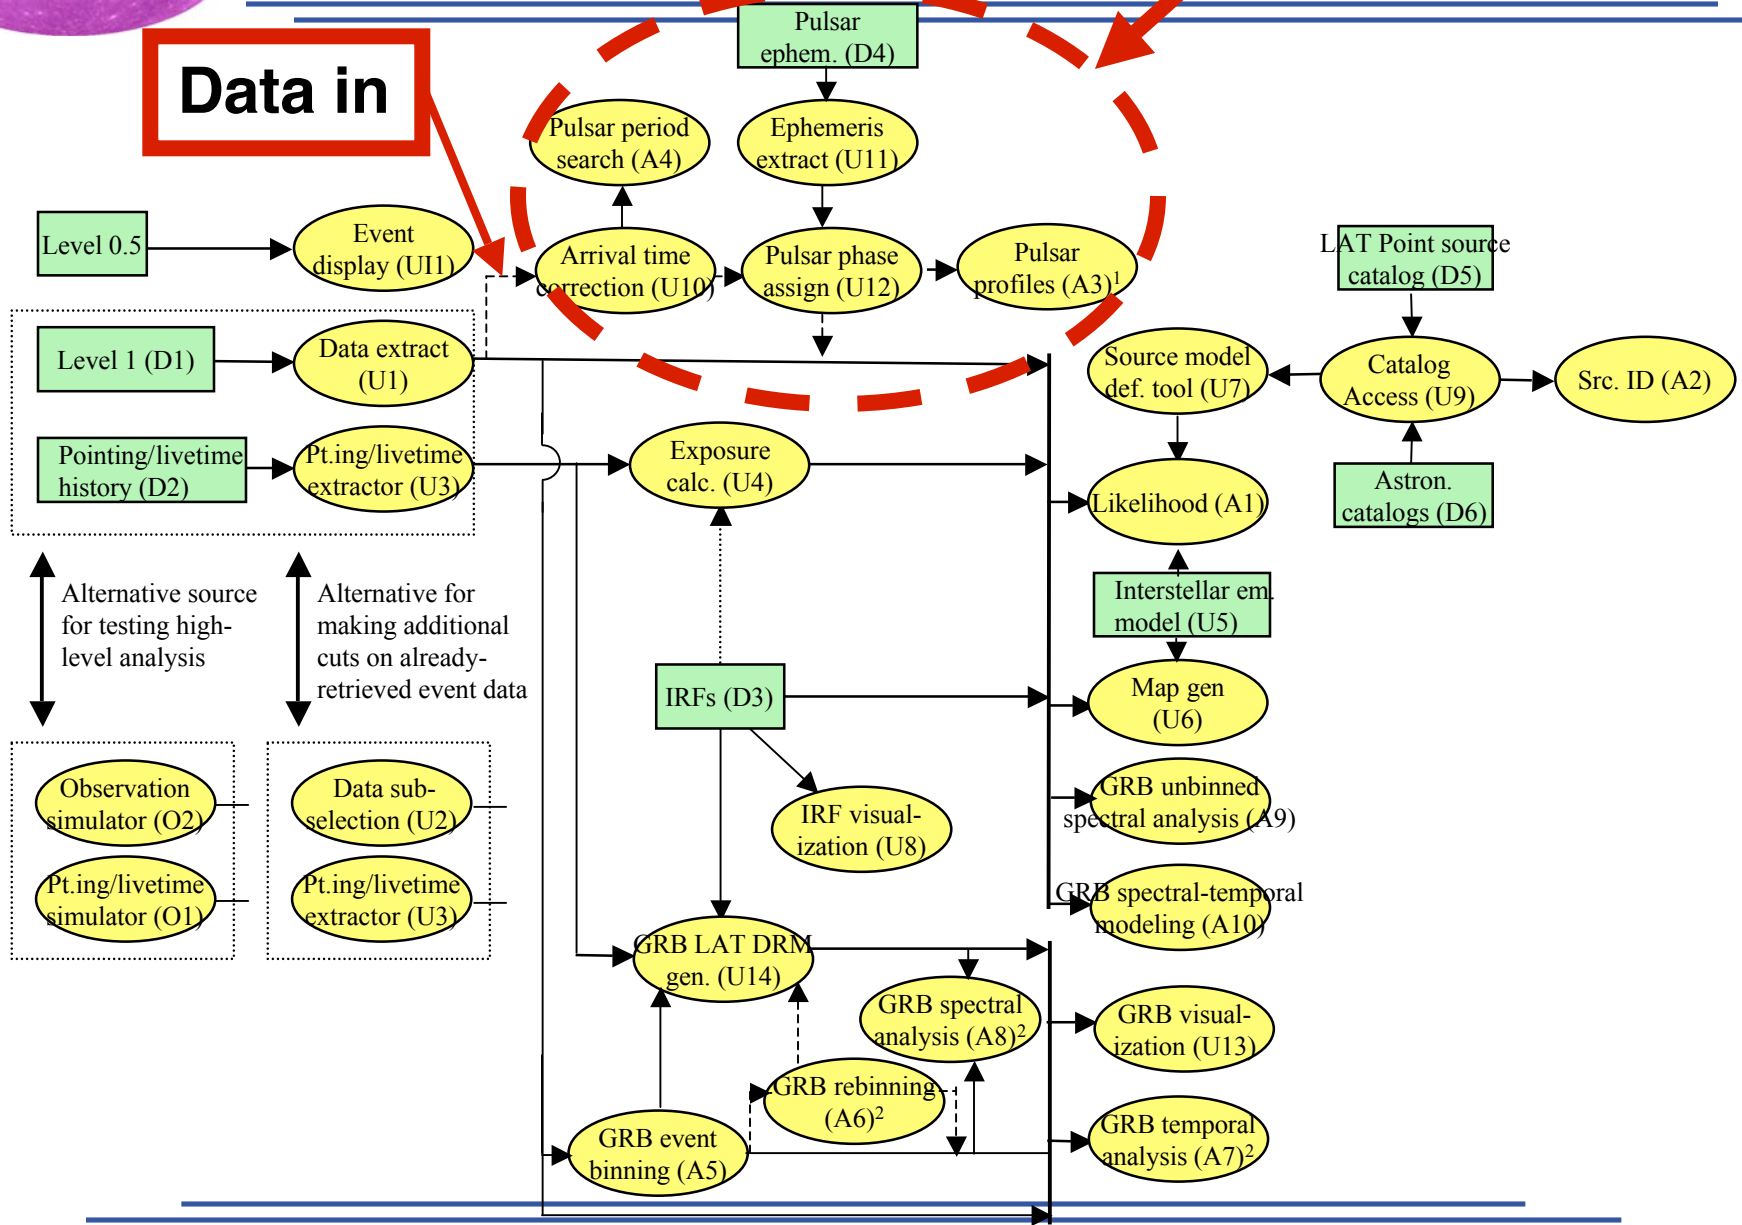 Pulsar
ephem. (D4)
Data in
Pulsar period
search (A4)
Ephemeris
extract (U11)
Level 0.5
Event
display (UI1)
Arrival time
correction (U10)
Pulsar phase
assign (U12)
Pulsar
profiles (A3)1
LAT Point source
catalog (D5)
Level 1 (D1)
Data extract
(U1)
Source model
def. tool (U7)
Catalog
Access (U9)
Src. ID (A2)
Pointing/livetime
history (D2)
Pt.ing/livetime
extractor (U3)
Exposure
calc. (U4)
Likelihood (A1)
Astron.
catalogs (D6)
Alternative source
for testing high-
level analysis
Alternative for
making additional
cuts on already-
retrieved event data
Interstellar em.
model (U5)
IRFs (D3)
Map gen
(U6)
Observation
simulator (O2)
Data sub-
selection (U2)
IRF visual-
ization (U8)
GRB unbinned
spectral analysis (A9)
Pt.ing/livetime
simulator (O1)
Pt.ing/livetime
extractor (U3)
GRB spectral-temporal
modeling (A10)
GRB LAT DRM
gen. (U14)
GRB spectral
analysis (A8)2
GRB visual-
ization (U13)
GRB rebinning
(A6)2
GRB event
binning (A5)
GRB temporal
analysis (A7)2